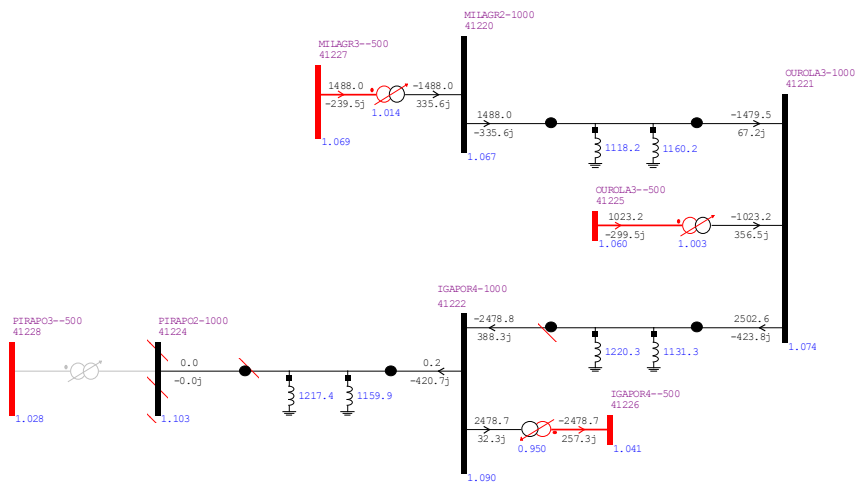 MILAGR2-1000
41220
MILAGR3--500
41227
OUROLA3-1000
41221
1488.0
-239.5j
1.014
-1488.0
335.6j
1.069
1.067
1488.0
-335.6j
1118.2
1160.2
-1479.5
67.2j
OUROLA3--500
41225
1023.2
-299.5j
1.060
1.003
-1023.2
356.5j
IGAPOR4-1000
41222
-2478.8
388.3j
1220.3
1131.3
2502.6
-423.8j
1.074
PIRAPO3--500
41228
PIRAPO2-1000
41224
0.0
-0.0j
1217.4
1159.9
0.2
-420.7j
1.028
1.103
IGAPOR4--500
41226
2478.7
32.3j
0.950
-2478.7
257.3j
1.041
1.090